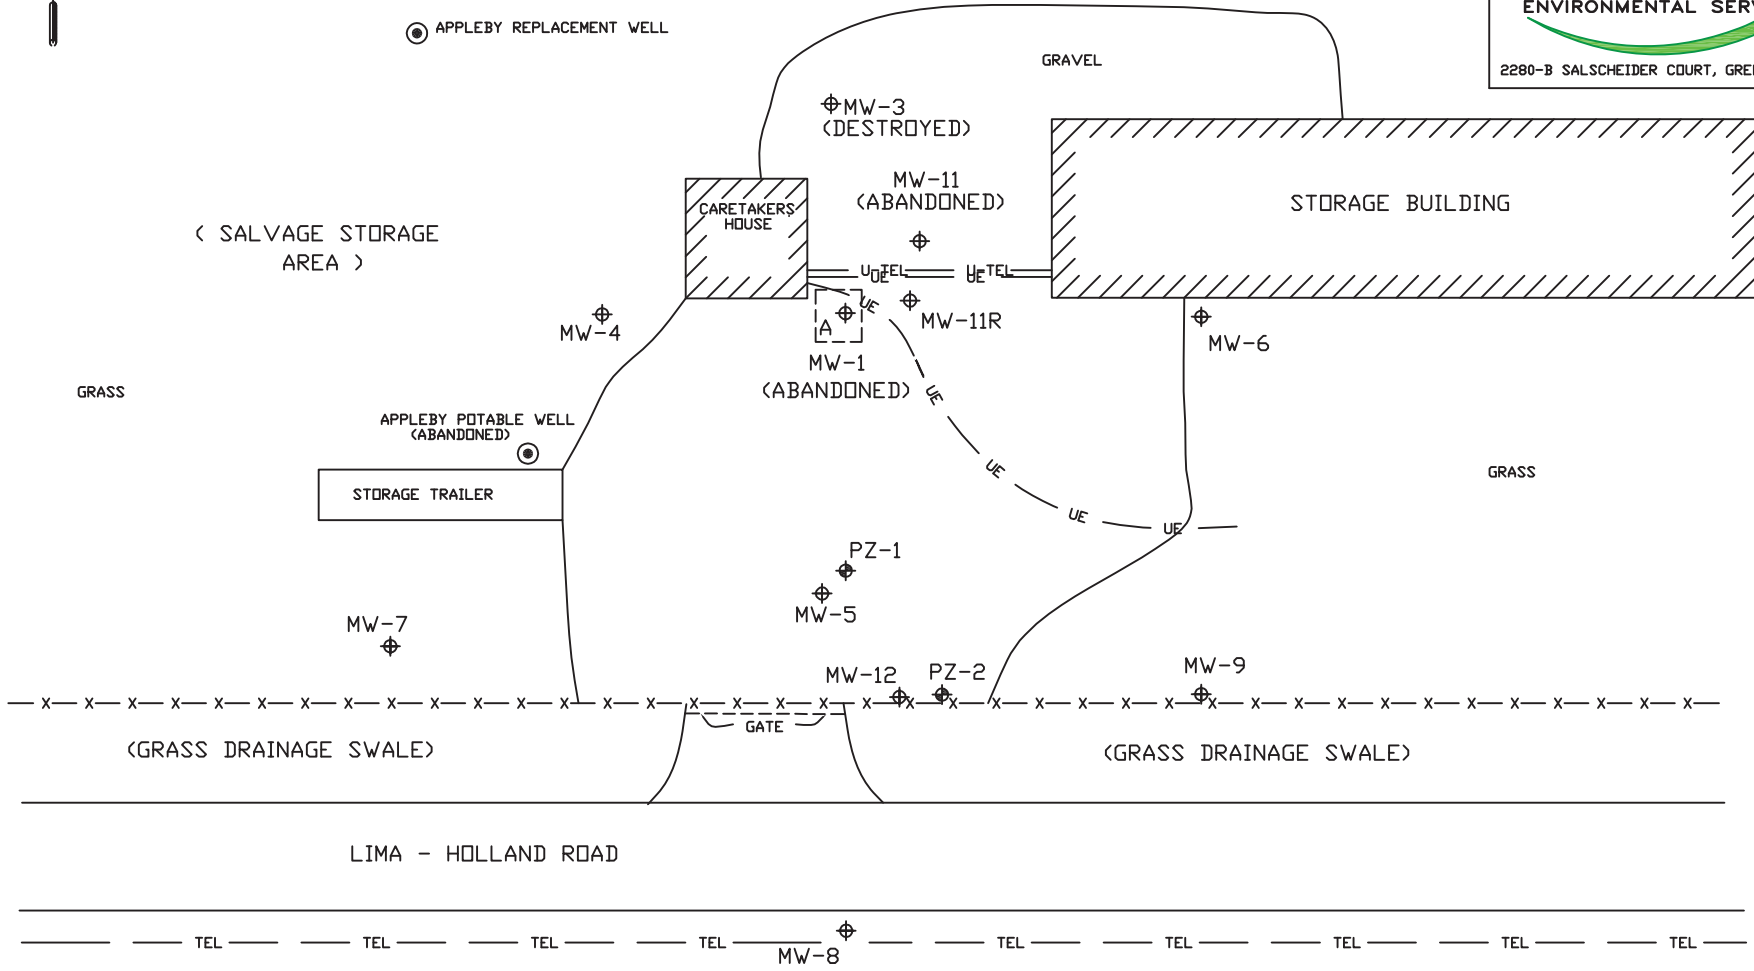 ENVIRONMENTAL
2280-B SALSCHEIDER COURT,
APPLEBY REPLACEMENT WELL
GRAVEL
MW-3
(DESTROYED)
MW-11
(ABANDONED)
CARETAKERS
HOUSE
STORAGE BUILDING
( SALVAGE STORAGE
AREA )
U-TEL
UE
U-TEL
UE
UE
A
MW-11R
MW-4
MW-6
MW-1
(ABANDONED)
UE
GRASS
APPLEBY POTABLE WELL
(ABANDONED)
UE
GRASS
STORAGE TRAILER
UE
UE
PZ-1
MW-5
MW-7
MW-12
PZ-2
MW-9
X X X X X X X X X X X X X X X X X X X X X X X X X X X X X X X X X X X X X X X
GATE
(GRASS DRAINAGE SWALE)
(GRASS DRAINAGE SWALE)
LIMA - HOLLAND ROAD
TEL TEL TEL TEL TEL TEL TEL TEL TEL
MW-8